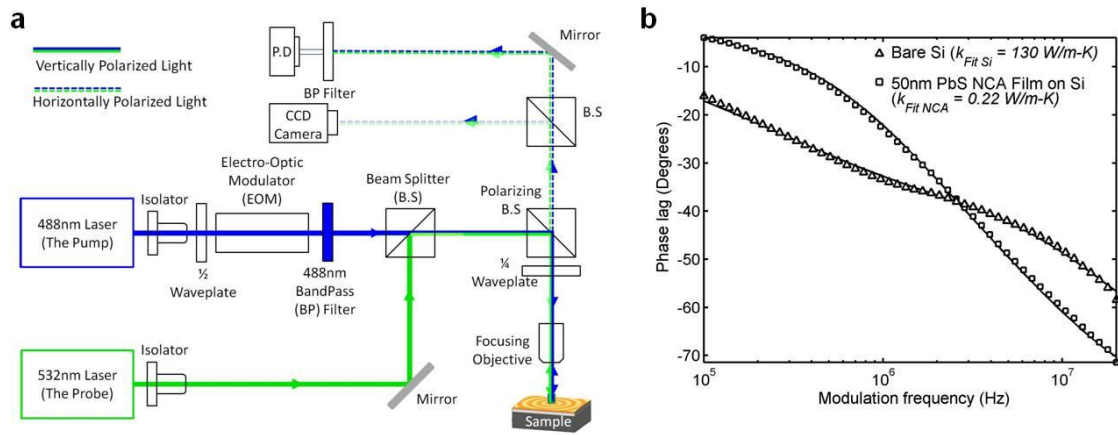 a
Vertically Polarized Light
Horizontally Polarized Light
P.D
BP Filter
Mirror
CCD
Camera
B.S
Electro-Optic
Modulator
(EOM)
Isolator
Beam Splitter
(B.S)
Polarizing
B.S
488nm Laser
(The Pump)
½
Waveplate
488nm
BandPass
(BP) Filter
¼
Waveplate
Focusing
Objective
Isolator
532nm Laser
(The Probe)
Mirror
Sample
b
Bare Si (k Fit Si = 130 W/m-K)
50nm PbS NCA Film on Si
(k Fit NCA = 0.22 W/m-K)
Phase lag (Degrees)
-10
-20
-30
-40
-50
-60
-70
10^5
10^6
10^7
Modulation frequency (Hz)